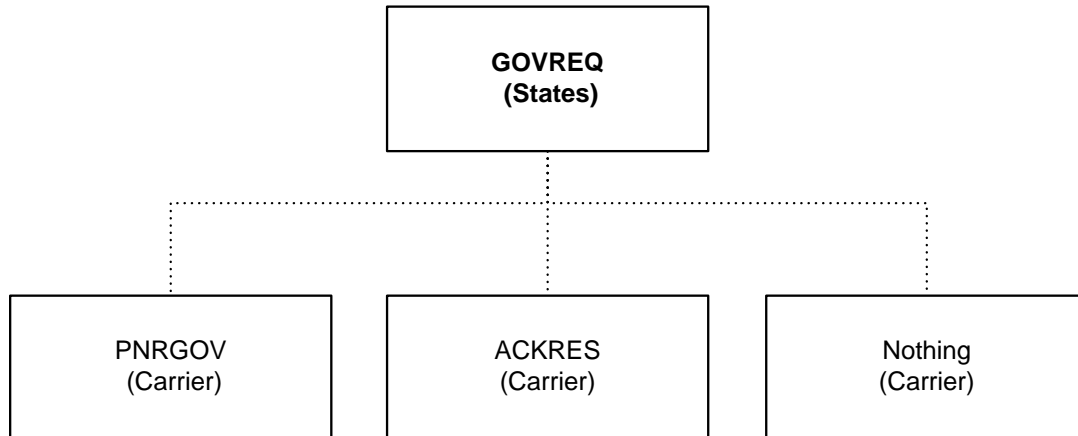 GOVREQ
(States)
PNRGOV
(Carrier)
ACKRES
(Carrier)
Nothing
(Carrier)